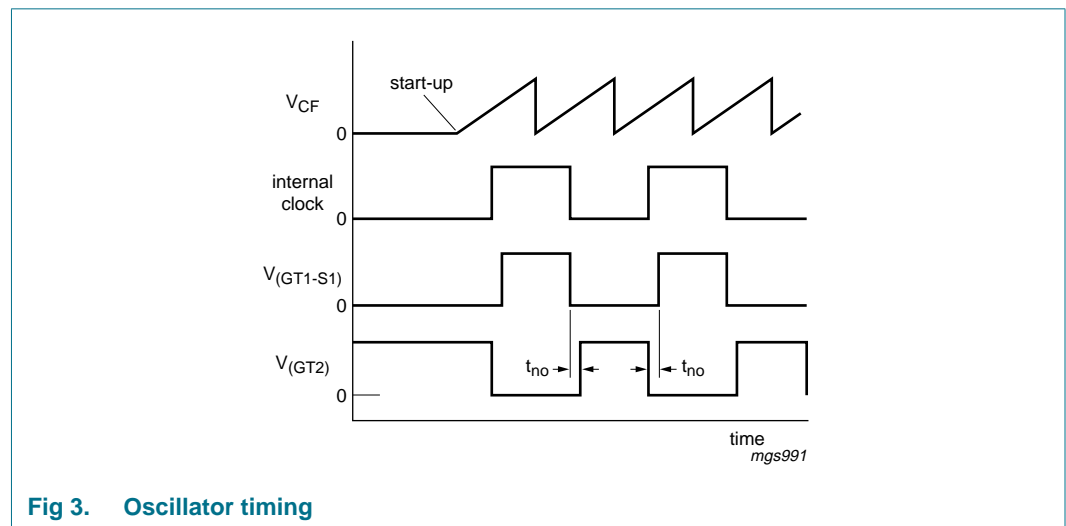 start-up
VCF
0
internal
clock
0
V(GT1-S1)
0
V(GT2)
tno
tno
0
time
mgs991
Fig 3. Oscillator timing